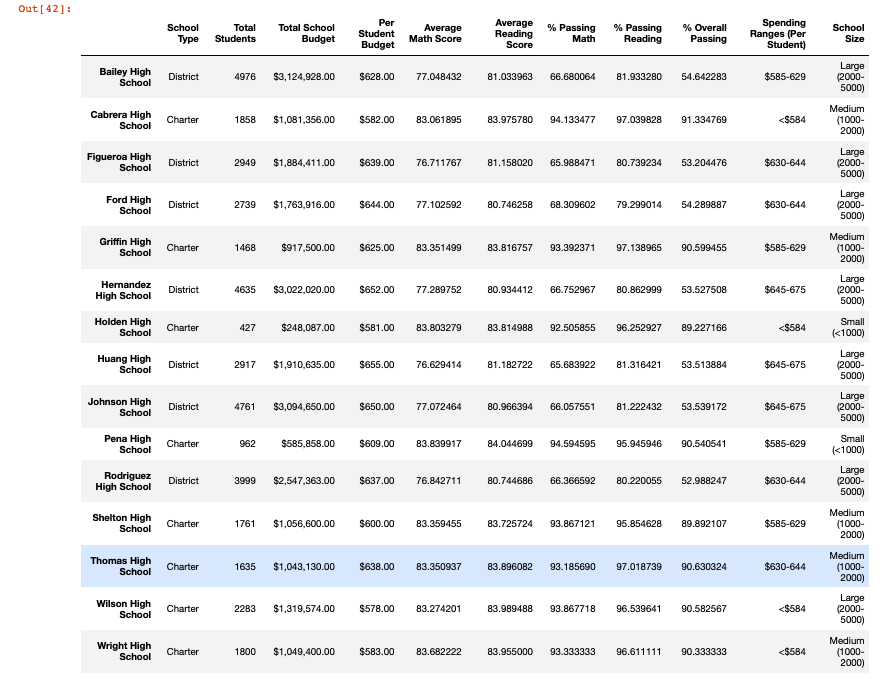 Out[42]:
School Type Total Students Total School Budget Per Student Budget Average Math Score Average Reading Score % Passing Math % Passing Reading % Overall Passing Spending Ranges (Per Student) School Size
Bailey High School District 4976 $3,124,928.00 $628.00 77.048432 81.033963 66.680064 81.933280 54.642283 $585-629 Large (2000-5000)
Cabrera High School Charter 1858 $1,081,356.00 $582.00 83.061895 83.975780 94.133477 97.039828 91.334769 <$584 Medium (1000-2000)
Figueroa High School District 2949 $1,884,411.00 $639.00 76.711767 81.158020 65.988471 80.739234 53.204476 $630-644 Large (2000-5000)
Ford High School District 2739 $1,763,916.00 $644.00 77.102592 80.746258 68.309602 79.299014 54.289887 $630-644 Large (2000-5000)
Griffin High School Charter 1468 $917,500.00 $625.00 83.351499 83.816757 93.392371 97.138965 90.599455 $585-629 Medium (1000-2000)
Hernandez High School District 4635 $3,022,020.00 $652.00 77.289752 80.934412 66.752967 80.862999 53.527508 $645-675 Large (2000-5000)
Holden High School Charter 427 $248,087.00 $581.00 83.803279 83.814988 92.505855 96.252927 89.227166 <$584 Small (<1000)
Huang High School District 2917 $1,910,635.00 $655.00 76.629414 81.182722 65.683922 81.316421 53.513884 $645-675 Large (2000-5000)
Johnson High School District 4761 $3,094,650.00 $650.00 77.072464 80.966394 66.057551 81.222432 53.539172 $645-675 Large (2000-5000)
Pena High School Charter 962 $585,858.00 $609.00 83.839917 84.044699 94.594595 95.945946 90.540541 $585-629 Small (<1000)
Rodriguez High School District 3999 $2,547,363.00 $637.00 76.842711 80.744686 66.366592 80.220055 52.988247 $630-644 Large (2000-5000)
Shelton High School Charter 1761 $1,056,600.00 $600.00 83.359455 83.725724 93.867121 95.854628 89.892107 $585-629 Medium (1000-2000)
Thomas High School Charter 1635 $1,043,130.00 $638.00 83.350937 83.896082 93.185690 97.018739 90.630324 $630-644 Medium (1000-2000)
Wilson High School Charter 2283 $1,319,574.00 $578.00 83.274201 83.989488 93.867718 96.539641 90.582567 <$584 Large (2000-5000)
Wright High School Charter 1800 $1,049,400.00 $583.00 83.682222 83.955000 93.333333 96.611111 90.333333 <$584 Medium (1000-2000)